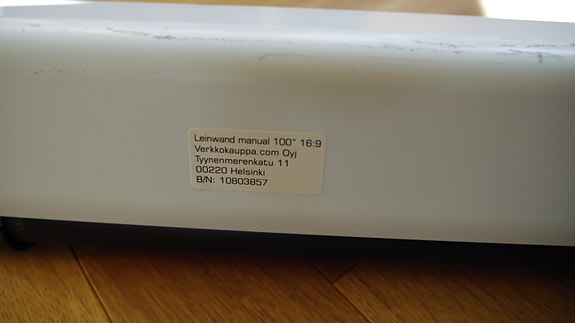 Leinwand manual 100" 16:9
Verkkokauppa.com Oyj
Tyynenmerenkatu 11
00220 Helsinki
B/N: 10803857